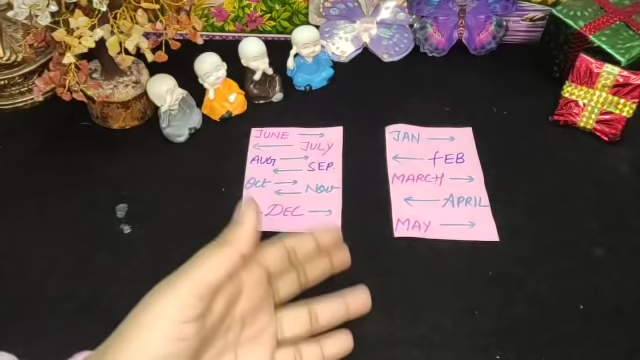 JUNE →
← JULY
AUG →
← SEP.
Oct →
← Nov
DEC →
JAN →
← FEB
MARCH →
← APRIL
MAY →